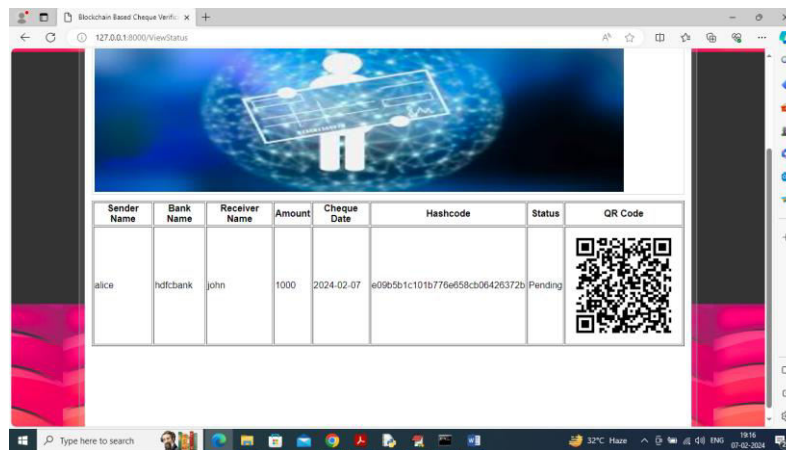 Blockchain Based Cheque Verific
127.0.0.1:8000/ViewStatus
Sender Name Bank Name Receiver Name Amount Cheque Date Hashcode Status QR Code
alice hdfcbank john 1000 2024-02-07 e09b5b1c101b776e658cb06426372b Pending
Type here to search
32°C Haze
ENG
19:16
07-02-2024